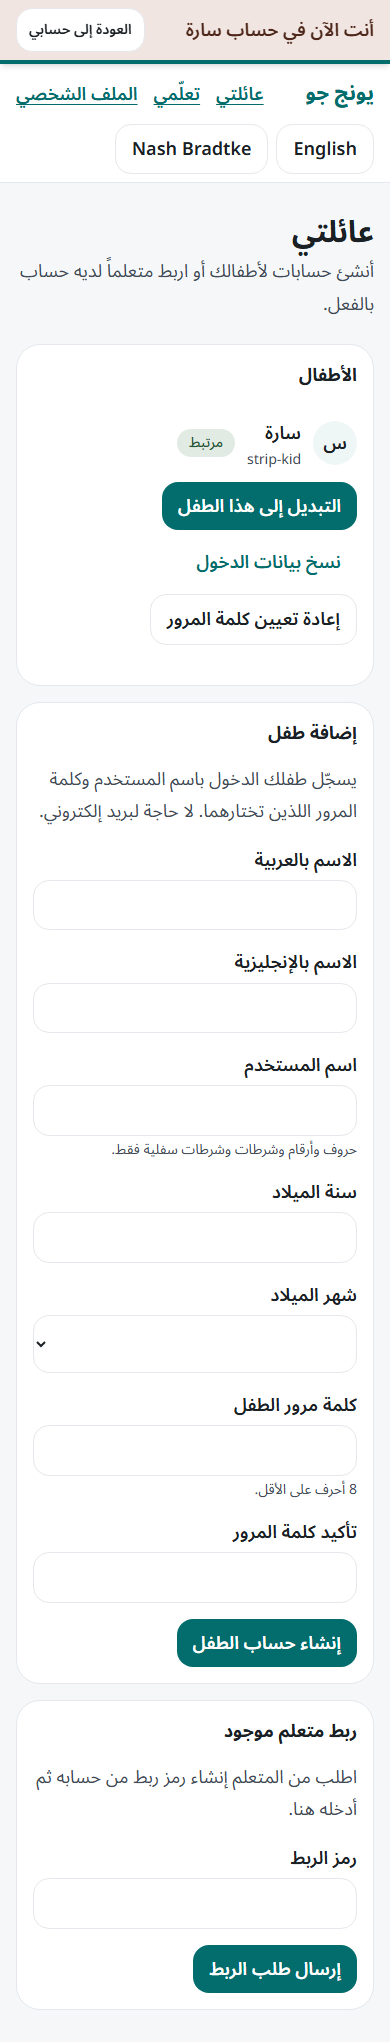 أنت الآن في حساب سارة
العودة إلى حسابي
يونج جو
عائلتي
تعلّمي
الملف الشخصي
English
Nash Bradtke
عائلتي
أنشئ حسابات لأطفالك أو اربط متعلماً لديه حساب
بالفعل.
الأطفال
س
سارة
strip-kid
مرتبط
التبديل إلى هذا الطفل
نسخ بيانات الدخول
إعادة تعيين كلمة المرور
إضافة طفل
يسجّل طفلك الدخول باسم المستخدم وكلمة
المرور اللذين تختارهما. لا حاجة لبريد إلكتروني.
الاسم بالعربية
الاسم بالإنجليزية
اسم المستخدم
حروف وأرقام وشرطات وشرطات سفلية فقط.
سنة الميلاد
شهر الميلاد
كلمة مرور الطفل
8 أحرف على الأقل.
تأكيد كلمة المرور
إنشاء حساب الطفل
ربط متعلم موجود
اطلب من المتعلم إنشاء رمز ربط من حسابه ثم
أدخله هنا.
رمز الربط
إرسال طلب الربط